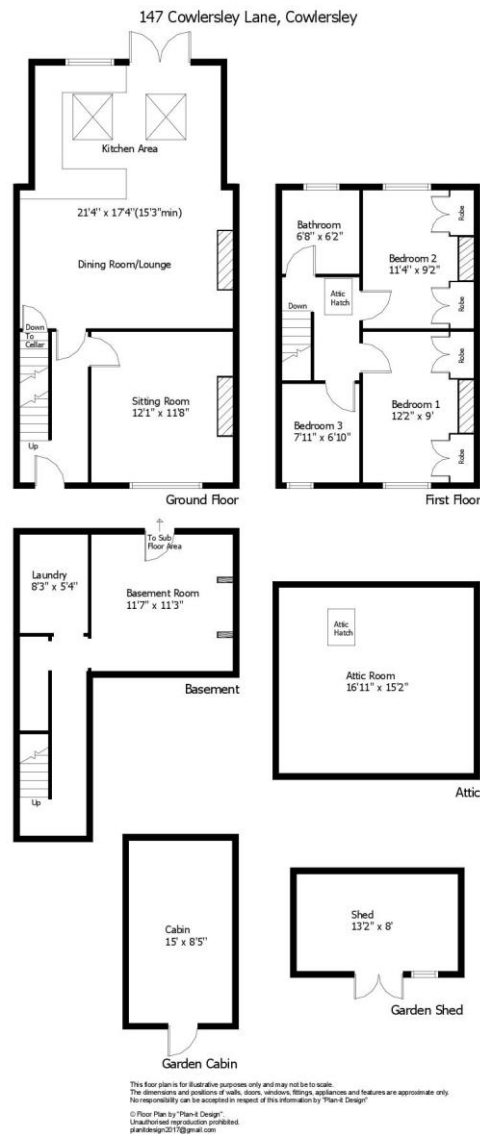 147 Cowlersley Lane, Cowlersley
Kitchen Area
21'4" x 17'4"(15'3"min)
Dining Room/Lounge
Down
To
Cellar
Sitting Room
12'1" x 11'8"
Up
Ground Floor
Bathroom
6'8" x 6'2"
Robe
Bedroom 2
11'4" x 9'2"
Attic
Hatch
Down
Robe
Robe
Bedroom 1
12'2" x 9'
Bedroom 3
7'11" x 6'10"
Robe
First Floor
To Sub
Floor Area
Laundry
8'3" x 5'4"
Basement Room
11'7" x 11'3"
Basement
Up
Attic
Hatch
Attic Room
16'11" x 15'2"
Attic
Cabin
15' x 8'5"
Garden Cabin
Shed
13'2" x 8'
Garden Shed
This floor plan is for illustrative purposes only and may not be to scale.
The dimensions and positions of walls, doors, windows, fittings, appliances and features are approximate only.
No responsibility can be accepted in respect of this information by "Plan-it Design"
© Floor Plan by "Plan-it Design".
Unauthorised reproduction prohibited.
planitdesign2017@gmail.com